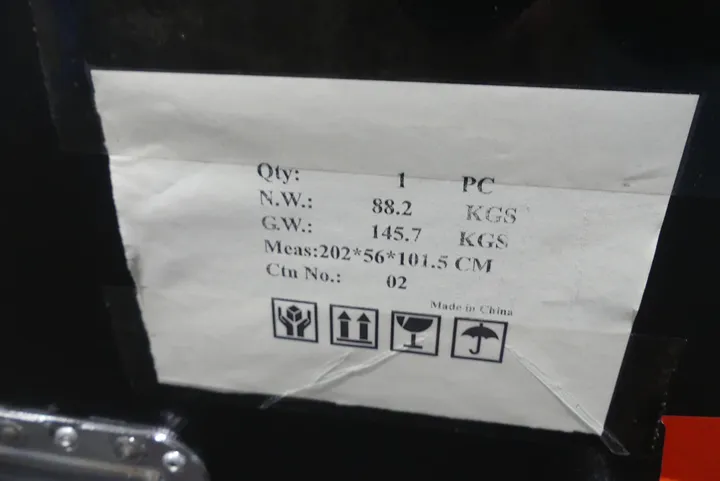 Qty: 1 PC
N.W.: 88.2 KGS
G.W.: 145.7 KGS
Meas:202*56*101.5 CM
Ctn No.: 02
Made in China